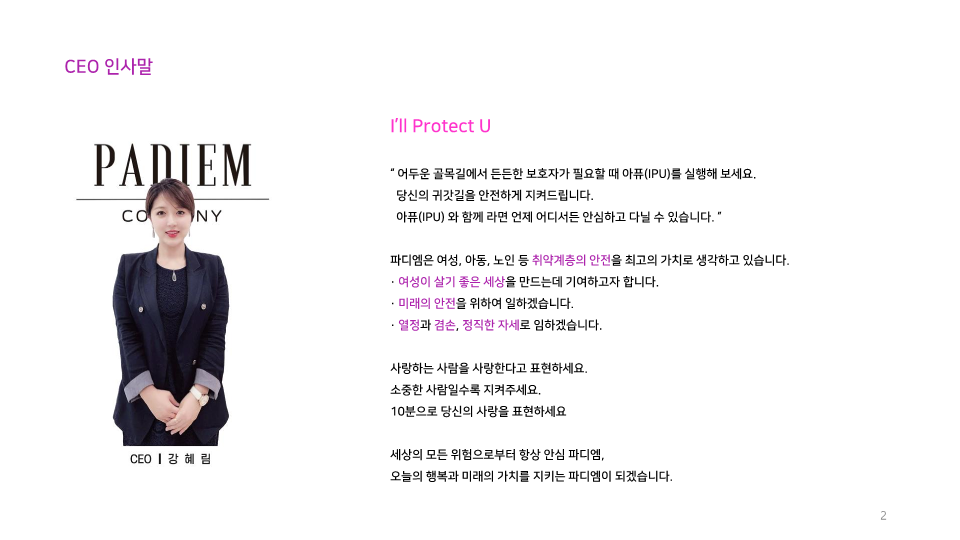 CEO 인사말
PADIEM
COMPANY
CEO | 강 혜 림
I'll Protect U
“ 어두운 골목길에서 든든한 보호자가 필요할 때 아퓨(IPU)를 실행해 보세요.
당신의 귀갓길을 안전하게 지켜드립니다.
아퓨(IPU) 와 함께 라면 언제 어디서든 안심하고 다닐 수 있습니다. ”
파디엠은 여성, 아동, 노인 등 취약계층의 안전을 최고의 가치로 생각하고 있습니다.
· 여성이 살기 좋은 세상을 만드는데 기여하고자 합니다.
· 미래의 안전을 위하여 일하겠습니다.
· 열정과 겸손, 정직한 자세로 임하겠습니다.
사랑하는 사람을 사랑한다고 표현하세요.
소중한 사람일수록 지켜주세요.
10분으로 당신의 사랑을 표현하세요
세상의 모든 위험으로부터 항상 안심 파디엠,
오늘의 행복과 미래의 가치를 지키는 파디엠이 되겠습니다.
2